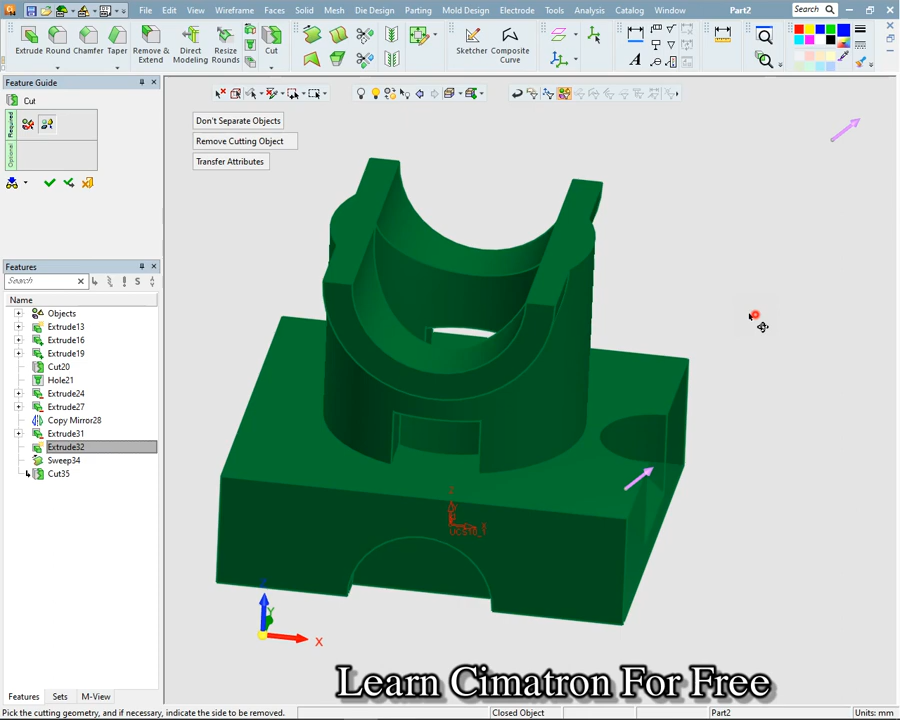 File Edit View Wireframe Faces Solid Mesh Die Design Parting Mold Design Electrode Tools Analysis Catalog Window Part2 Search
Extrude Round Chamfer Taper Remove & Extend Direct Modeling Resize Rounds Cut Sketcher Composite Curve
Feature Guide
Cut
Required
Optional
Don't Separate Objects
Remove Cutting Object
Transfer Attributes
Features
Search
S
Name
Objects
Extrude13
Extrude16
Extrude19
Cut20
Hole21
Extrude24
Extrude27
Copy Mirror28
Extrude31
Extrude32
Sweep34
Cut35
Z
X
UCS10_1
Z
Y
X
Learn Cimatron For Free
Features Sets M-View
Pick the cutting geometry, and if necessary, indicate the side to be removed. Closed Object Part2 Units: mm